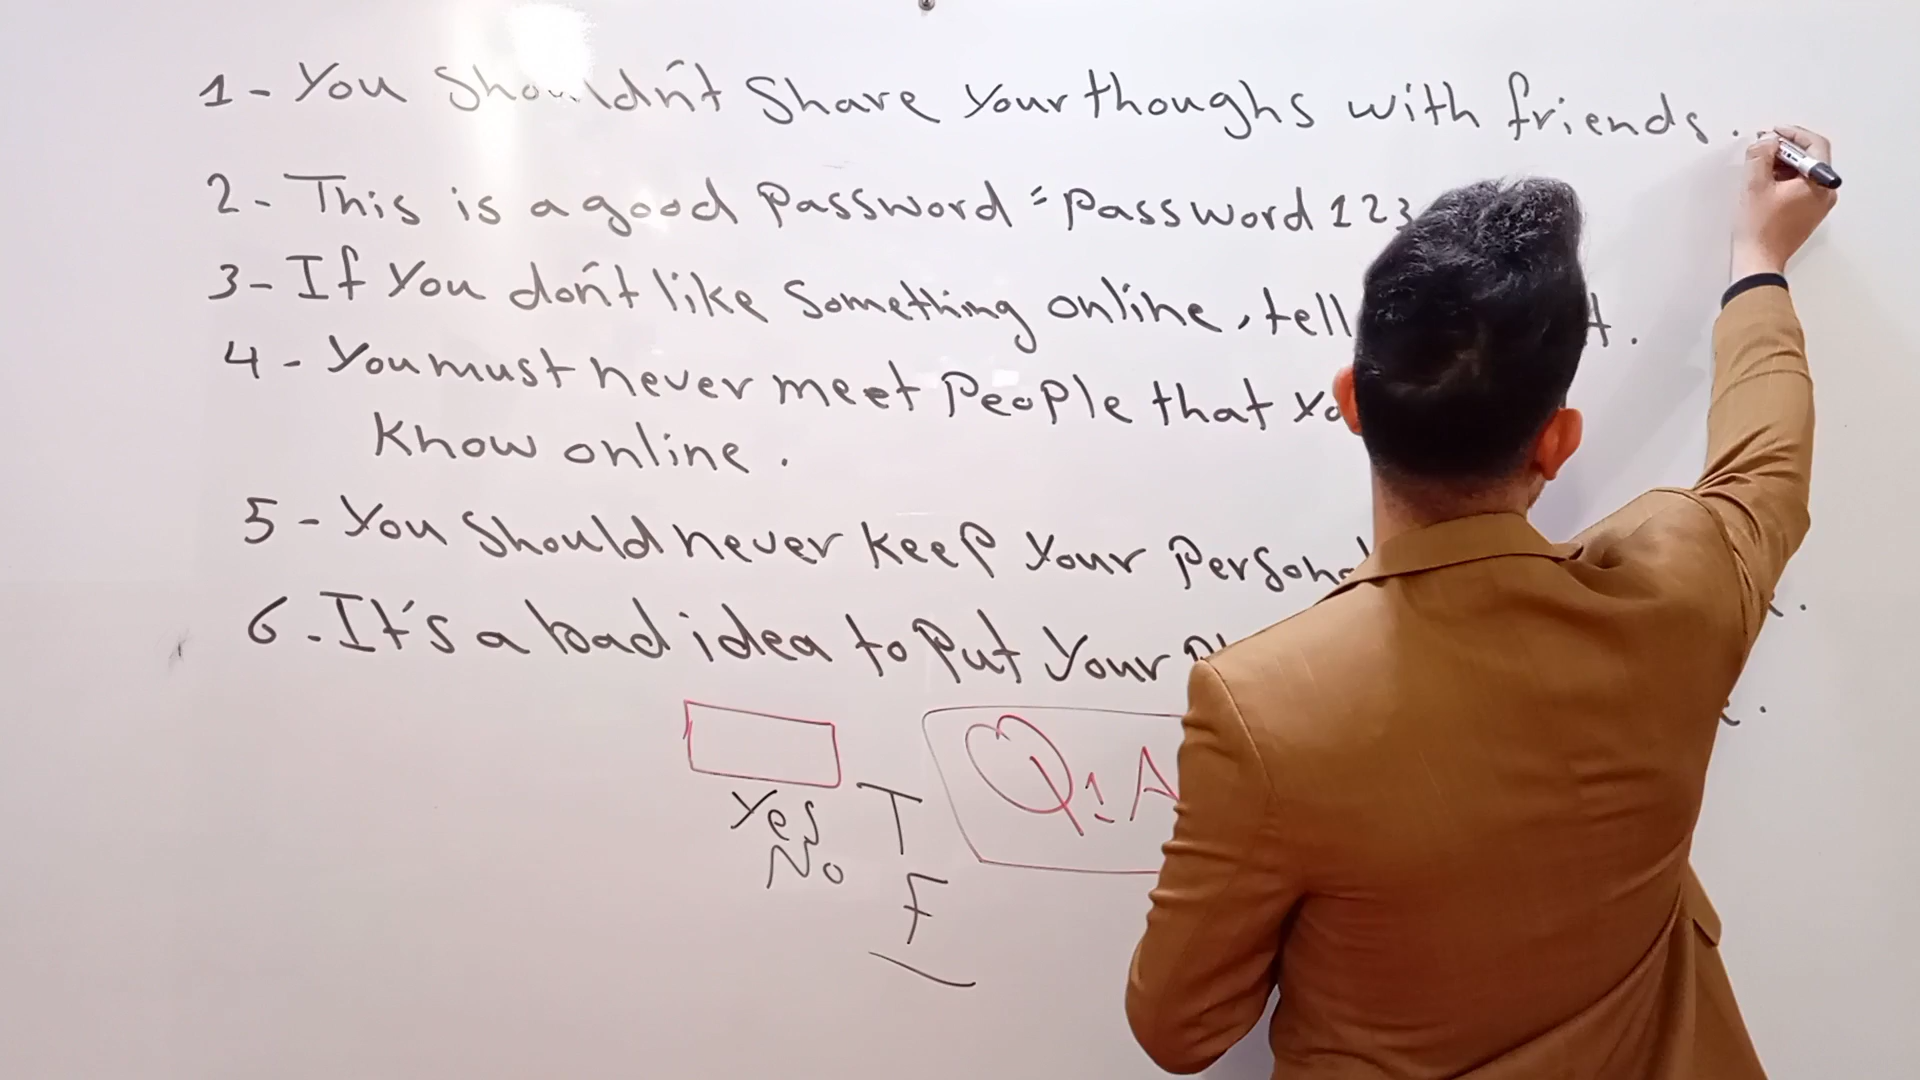 1 - You shouldn't share your thoughs with friends.
2 - This is a good password = password 123
3 - If you don't like something online, tell
4 - You must never meet people that
know online.
5 - You should never keep your
6. It's a bad idea to put your
Yes T
No F
Q & A